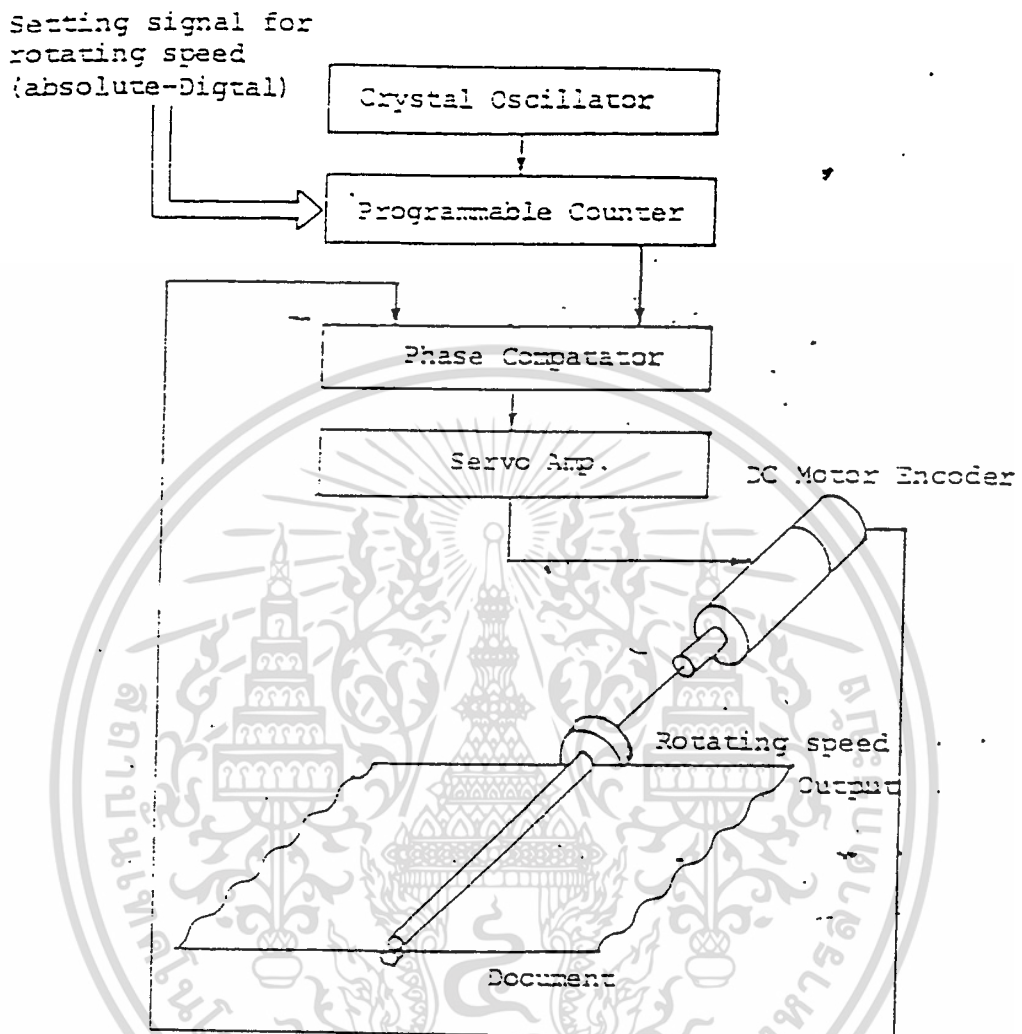 Setting signal for
rotating speed
(absolute-Digtal)
Crystal Oscillator
Programmable Counter
Phase Compatator
Servo Amp.
DC Motor Encoder
Rotating speed
Output
Document